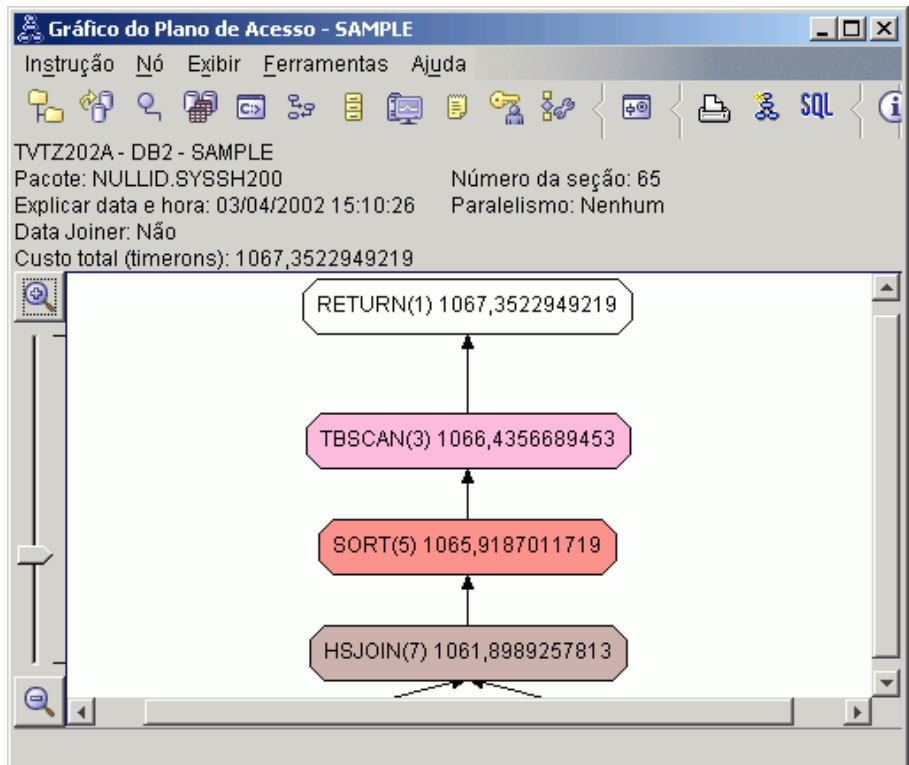 Gráfico do Plano de Acesso - SAMPLE
Instrução Nó Exibir Ferramentas Ajuda
SQL
TVTZ202A - DB2 - SAMPLE
Pacote: NULLID.SYSSH200 Número da seção: 65
Explicar data e hora: 03/04/2002 15:10:26 Paralelismo: Nenhum
Data Joiner: Não
Custo total (timerons): 1067,3522949219
RETURN(1) 1067,3522949219
TBSCAN(3) 1066,4356689453
SORT(5) 1065,9187011719
HSJOIN(7) 1061,8989257813